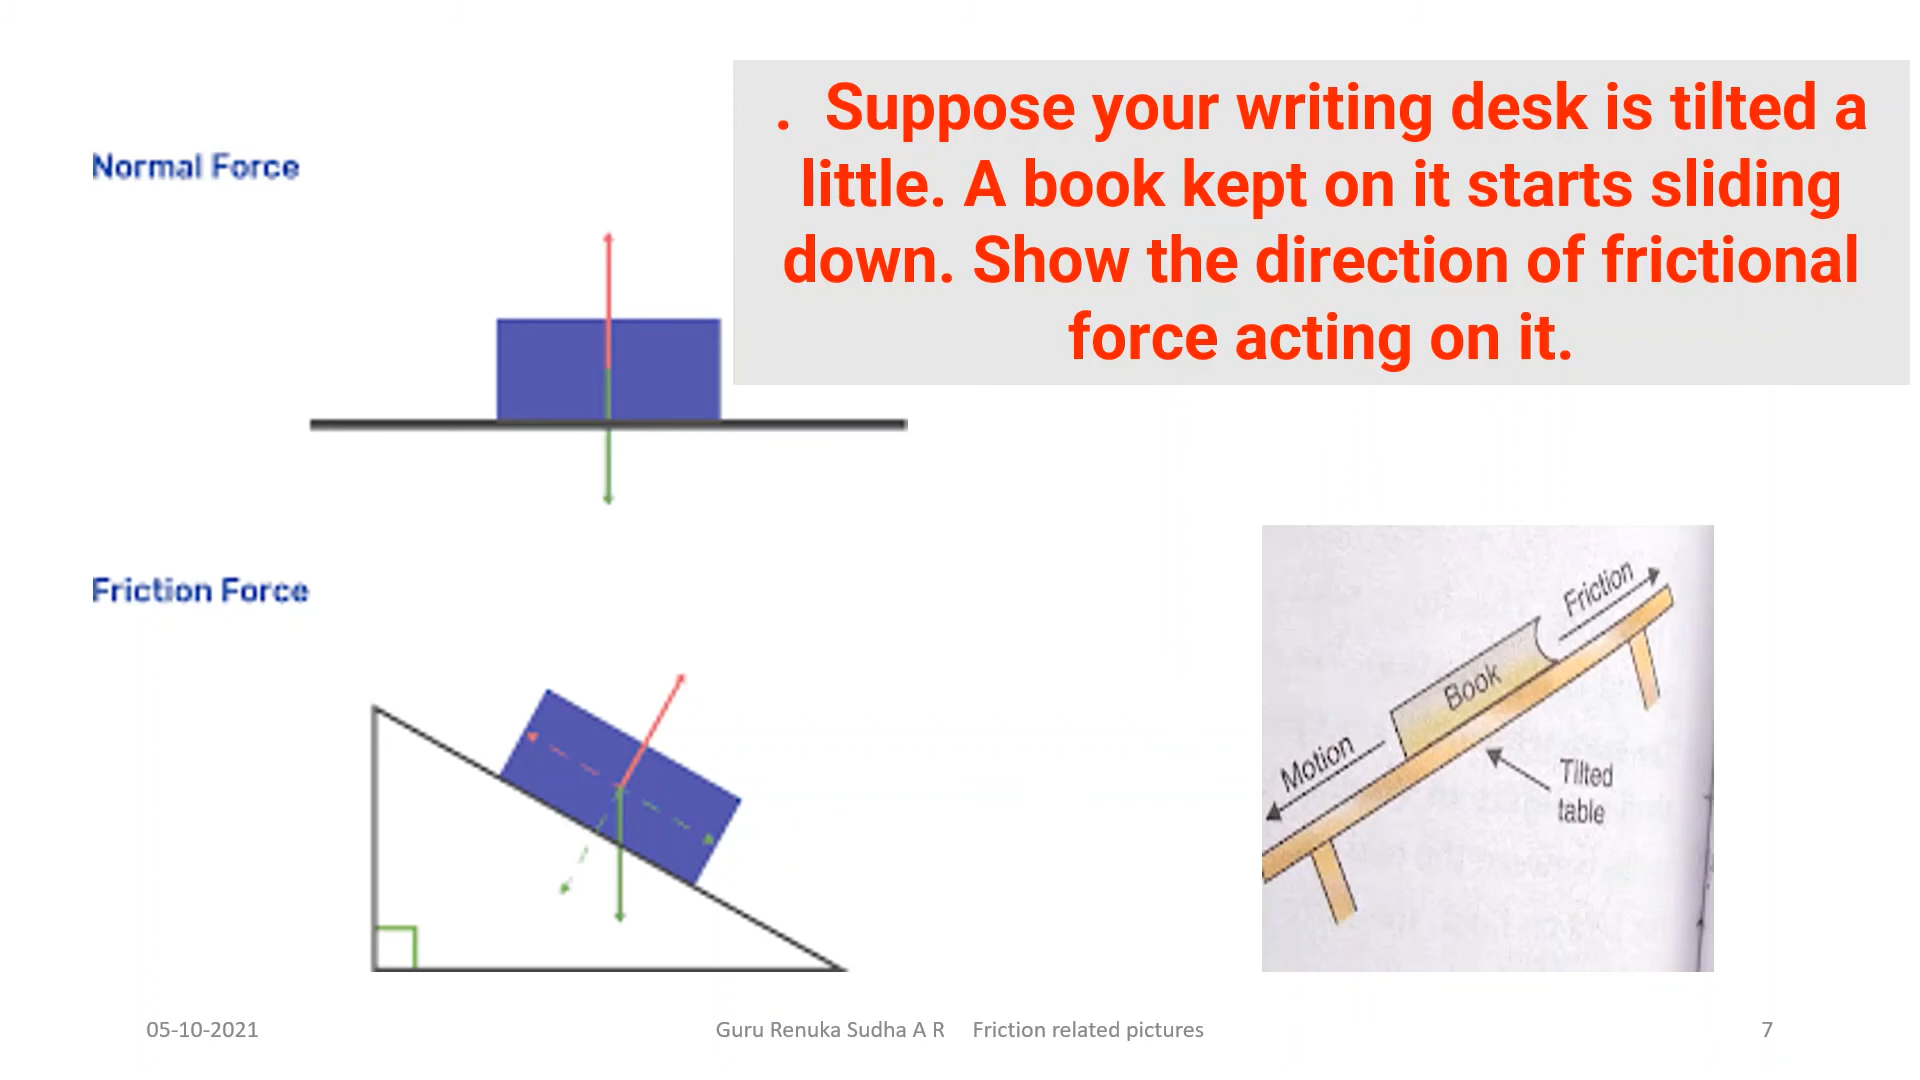 . Suppose your writing desk is tilted a
little. A book kept on it starts sliding
down. Show the direction of frictional
force acting on it.
Normal Force
Friction Force
Friction
Book
Motion
Tilted
table
05-10-2021
Guru Renuka Sudha A R Friction related pictures
7